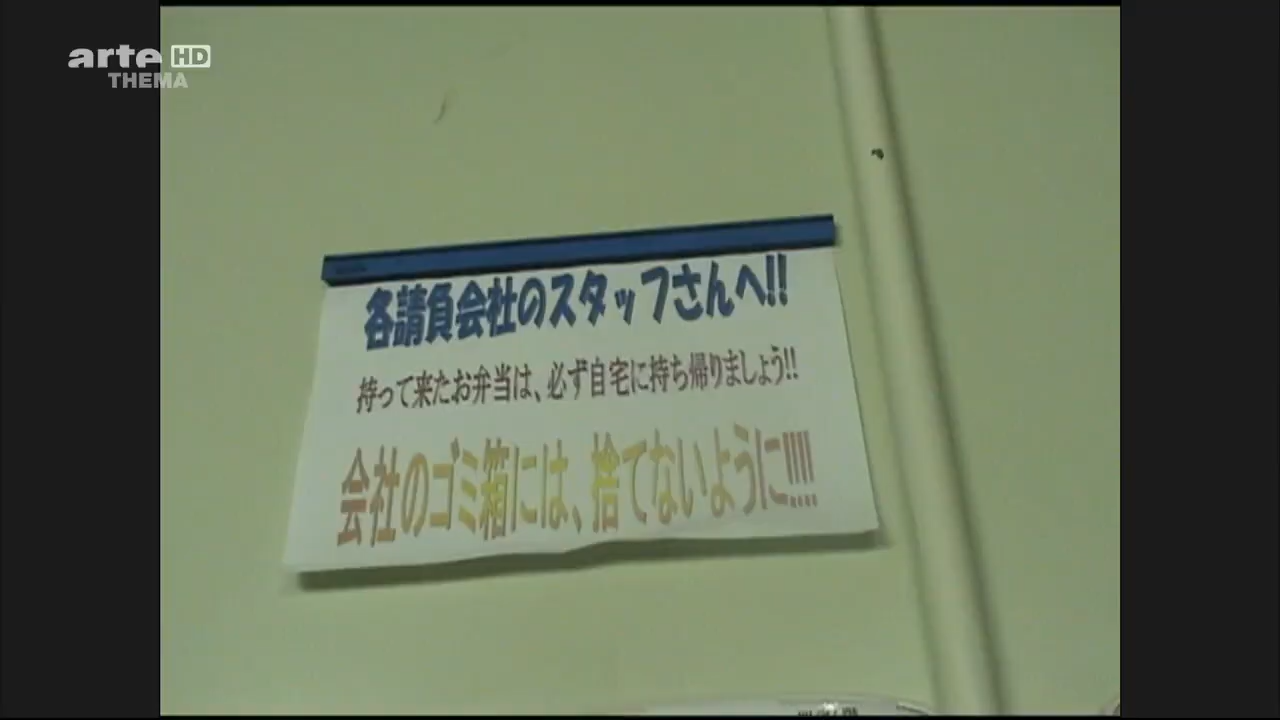 arte HD
THEMA
各請負会社のスタッフさんへ!!
持って来たお弁当は、必ず自宅に持ち帰りましょう!!
会社のゴミ箱には、捨てないように!!!!